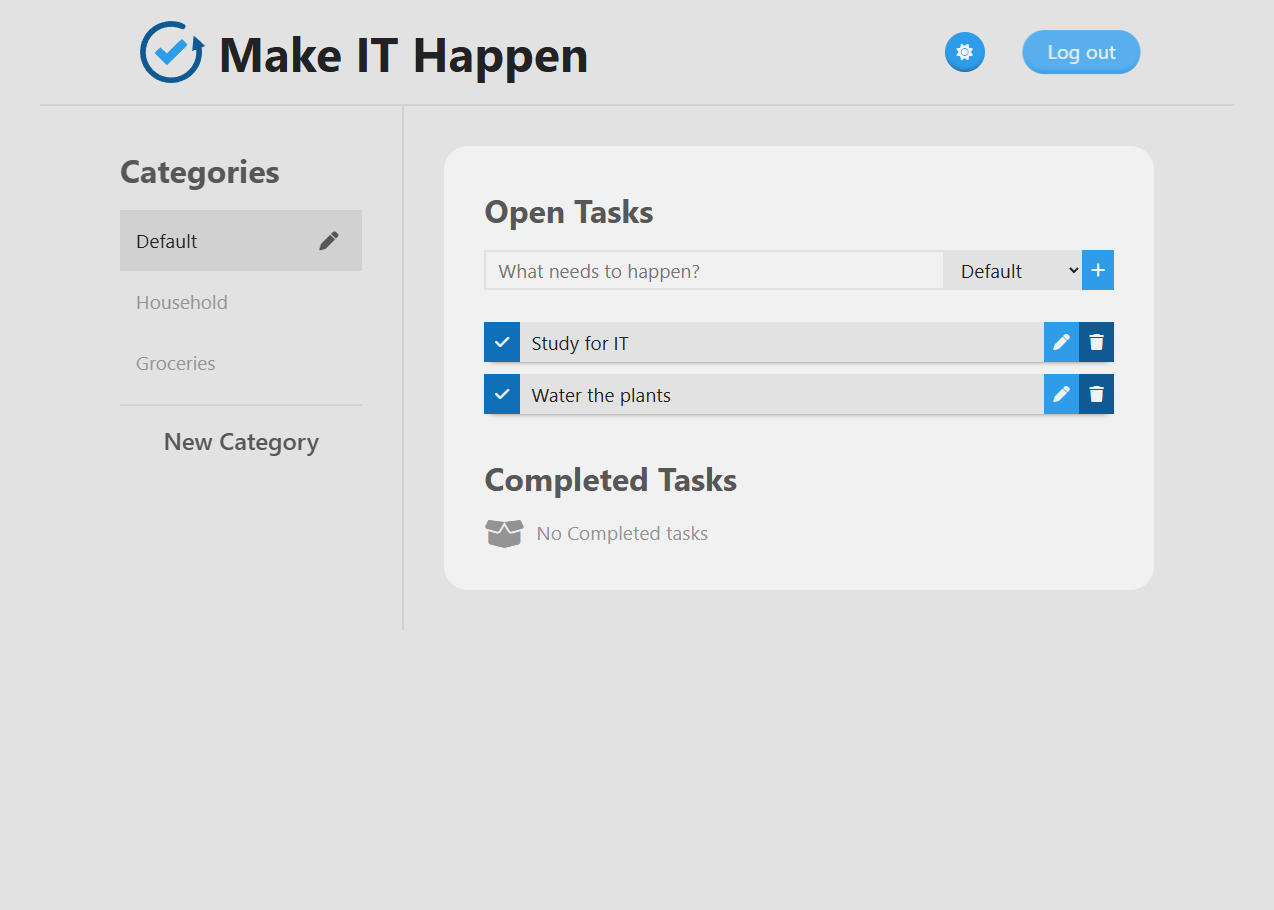 Make IT Happen
Log out
Categories
Default
Household
Groceries
New Category
Open Tasks
What needs to happen?
Default
Study for IT
Water the plants
Completed Tasks
No Completed tasks